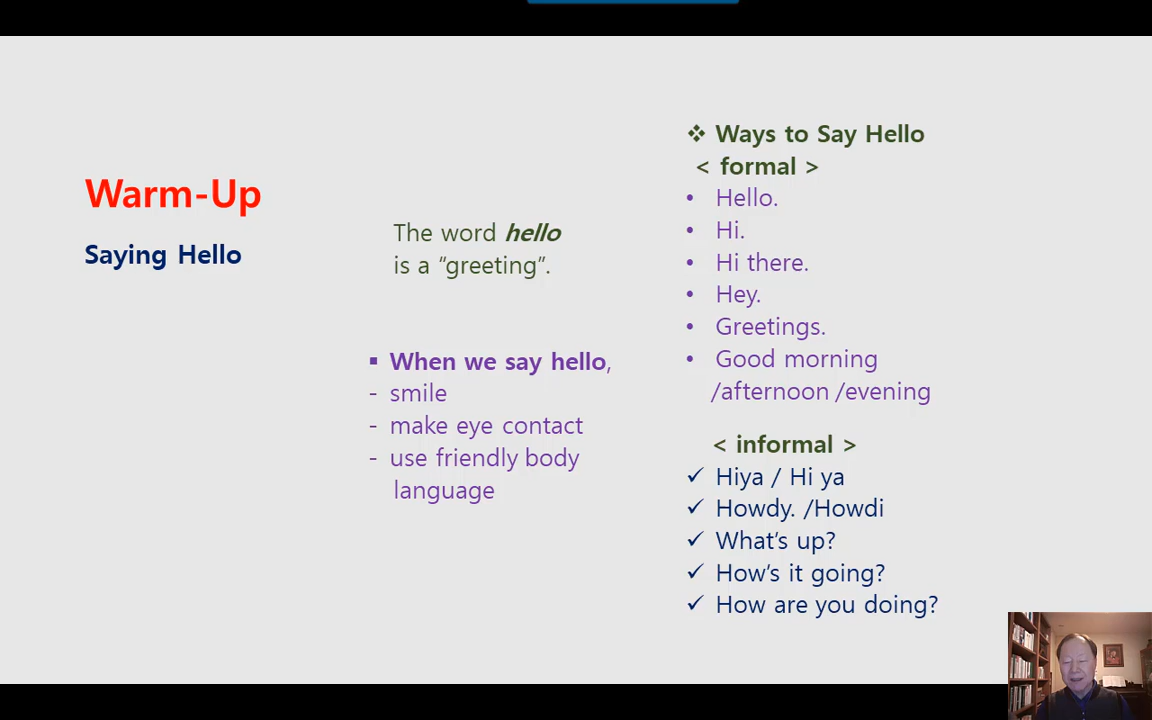 Warm-Up
Saying Hello
The word hello
is a “greeting”.
▪ When we say hello,
- smile
- make eye contact
- use friendly body
language
❖ Ways to Say Hello
< formal >
• Hello.
• Hi.
• Hi there.
• Hey.
• Greetings.
• Good morning
/afternoon /evening
< informal >
✓ Hiya / Hi ya
✓ Howdy. /Howdi
✓ What’s up?
✓ How’s it going?
✓ How are you doing?